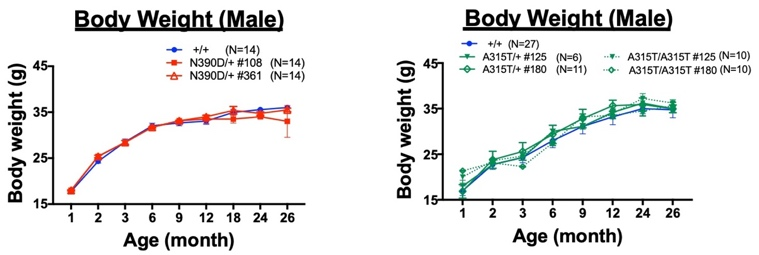 Body Weight (Male)
+/+ (N=14)
N390D/+ #108 (N=14)
N390D/+ #361 (N=14)
Body weight (g)
45
35
25
15
1 2 3 6 9 12 18 24 26
Age (month)
Body Weight (Male)
+/+ (N=27)
A315T/+ #125 (N=6) A315T/A315T #125 (N=10)
A315T/+ #180 (N=11) A315T/A315T #180 (N=10)
Body weight (g)
45
35
25
15
1 2 3 6 9 12 24 26
Age (month)